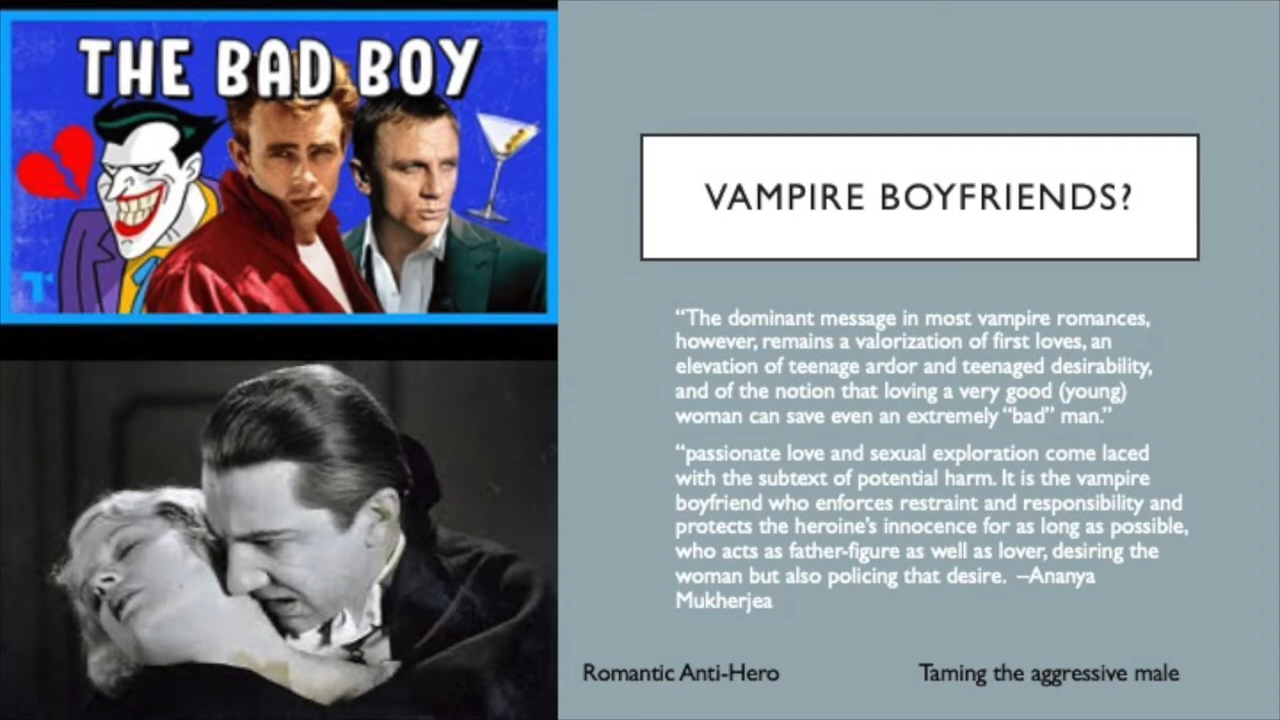 THE BAD BOY
VAMPIRE BOYFRIENDS?
“The dominant message in most vampire romances,
however, remains a valorization of first loves, an
elevation of teenage ardor and teenaged desirability,
and of the notion that loving a very good (young)
woman can save even an extremely “bad” man.”
“passionate love and sexual exploration come laced
with the subtext of potential harm. It is the vampire
boyfriend who enforces restraint and responsibility and
protects the heroine’s innocence for as long as possible,
who acts as father-figure as well as lover, desiring the
woman but also policing that desire. –Ananya
Mukherjea
Romantic Anti-Hero
Taming the aggressive male